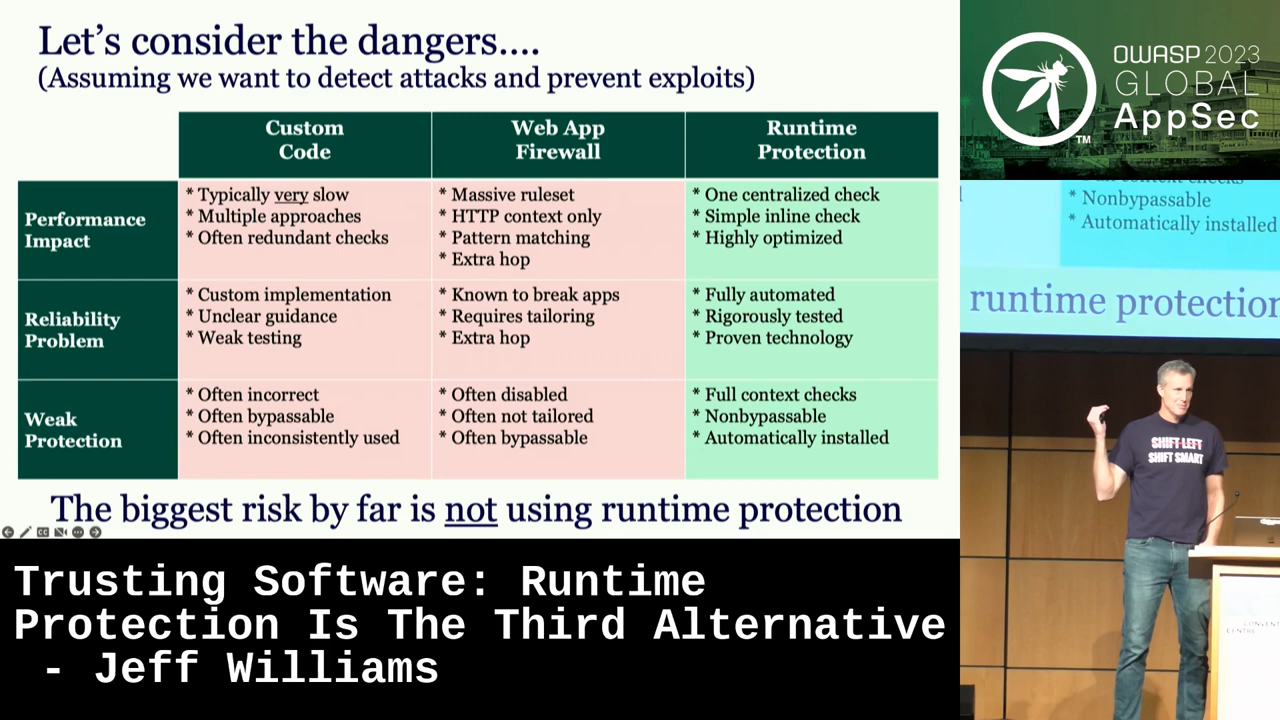 Let's consider the dangers....
(Assuming we want to detect attacks and prevent exploits)
Custom
Code
Web App
Firewall
Runtime
Protection
Performance
Impact
* Typically very slow
* Multiple approaches
* Often redundant checks
* Massive ruleset
* HTTP context only
* Pattern matching
* Extra hop
* One centralized check
* Simple inline check
* Highly optimized
Reliability
Problem
* Custom implementation
* Unclear guidance
* Weak testing
* Known to break apps
* Requires tailoring
* Extra hop
* Fully automated
* Rigorously tested
* Proven technology
Weak
Protection
* Often incorrect
* Often bypassable
* Often inconsistently used
* Often disabled
* Often not tailored
* Often bypassable
* Full context checks
* Nonbypassable
* Automatically installed
The biggest risk by far is not using runtime protection
Trusting Software: Runtime
Protection Is The Third Alternative
- Jeff Williams
OWASP 2023
GLOBAL
AppSec
TM
* Nonbypassable
* Automatically installed
runtime protection
SHIFT LEFT
SHIFT SMART
CENTRE